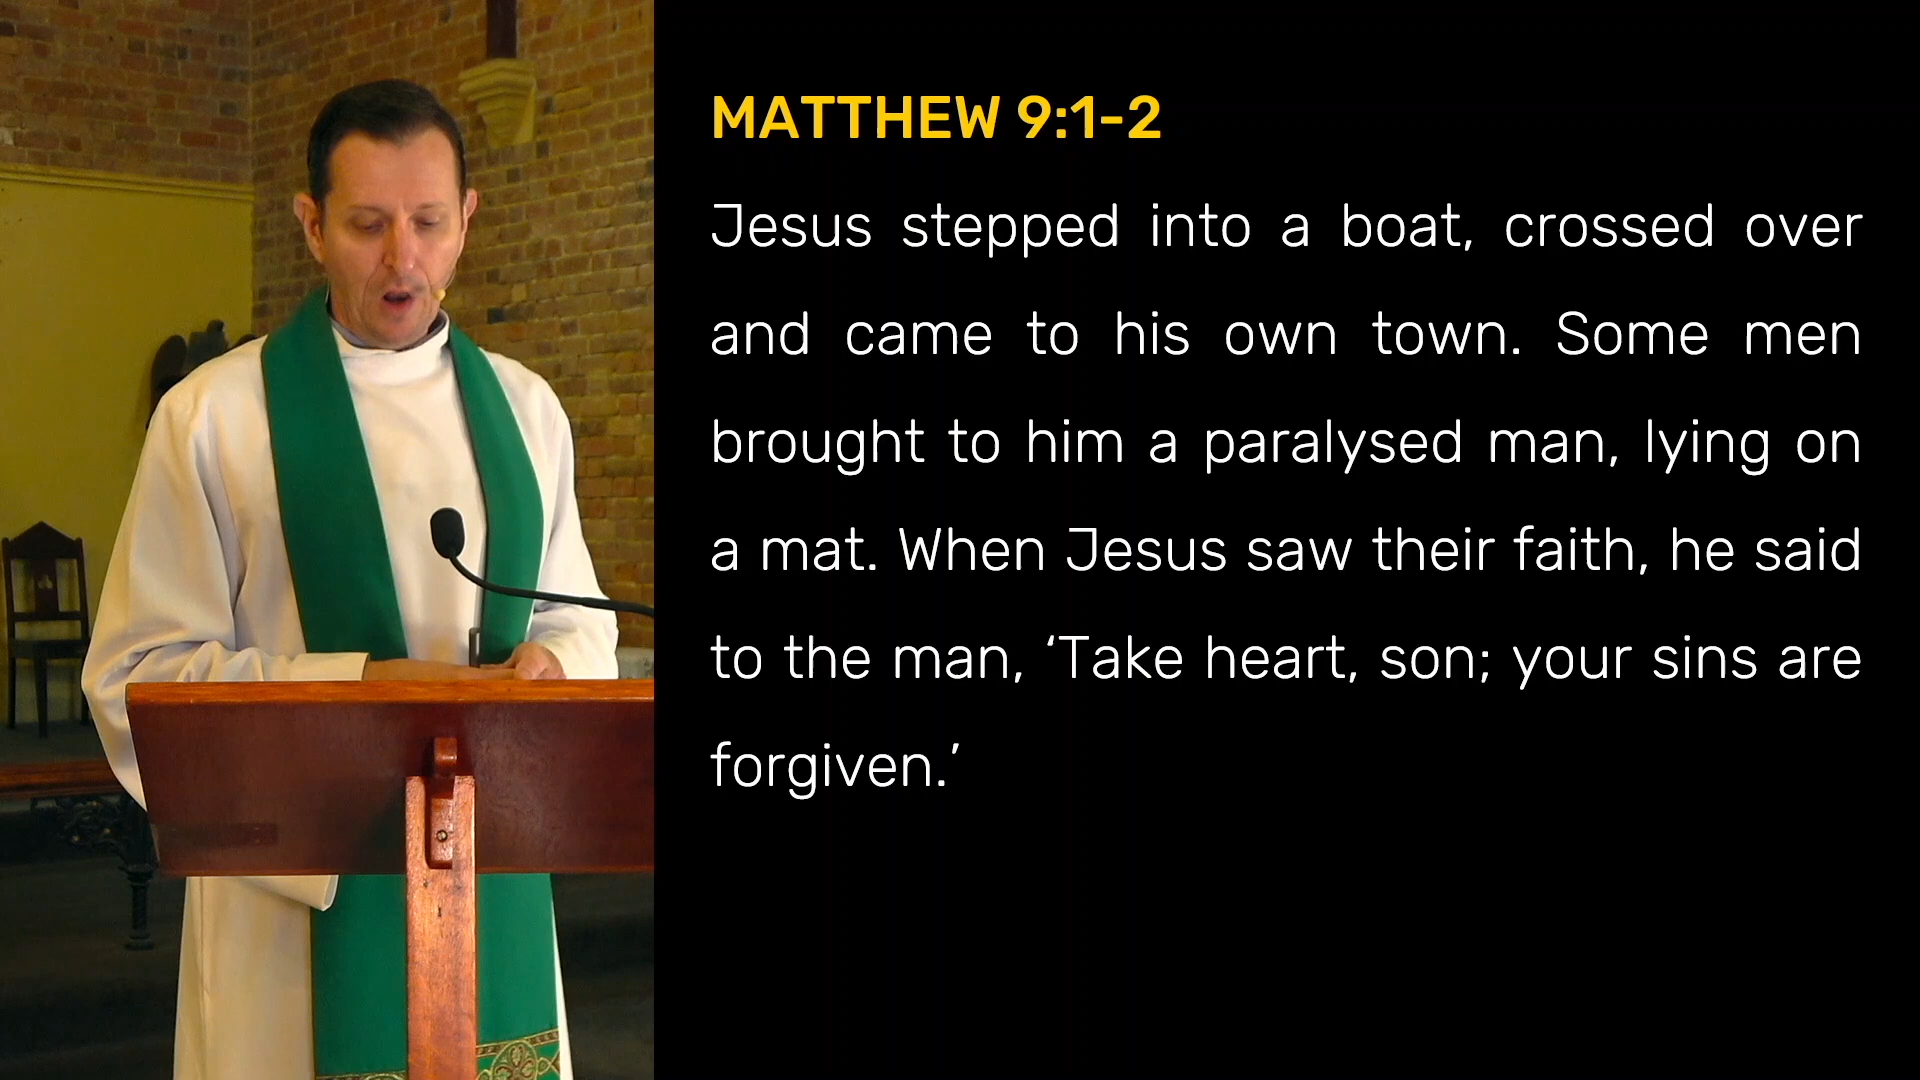 MATTHEW 9:1-2
Jesus stepped into a boat, crossed over
and came to his own town. Some men
brought to him a paralysed man, lying on
a mat. When Jesus saw their faith, he said
to the man, ‘Take heart, son; your sins are
forgiven.’